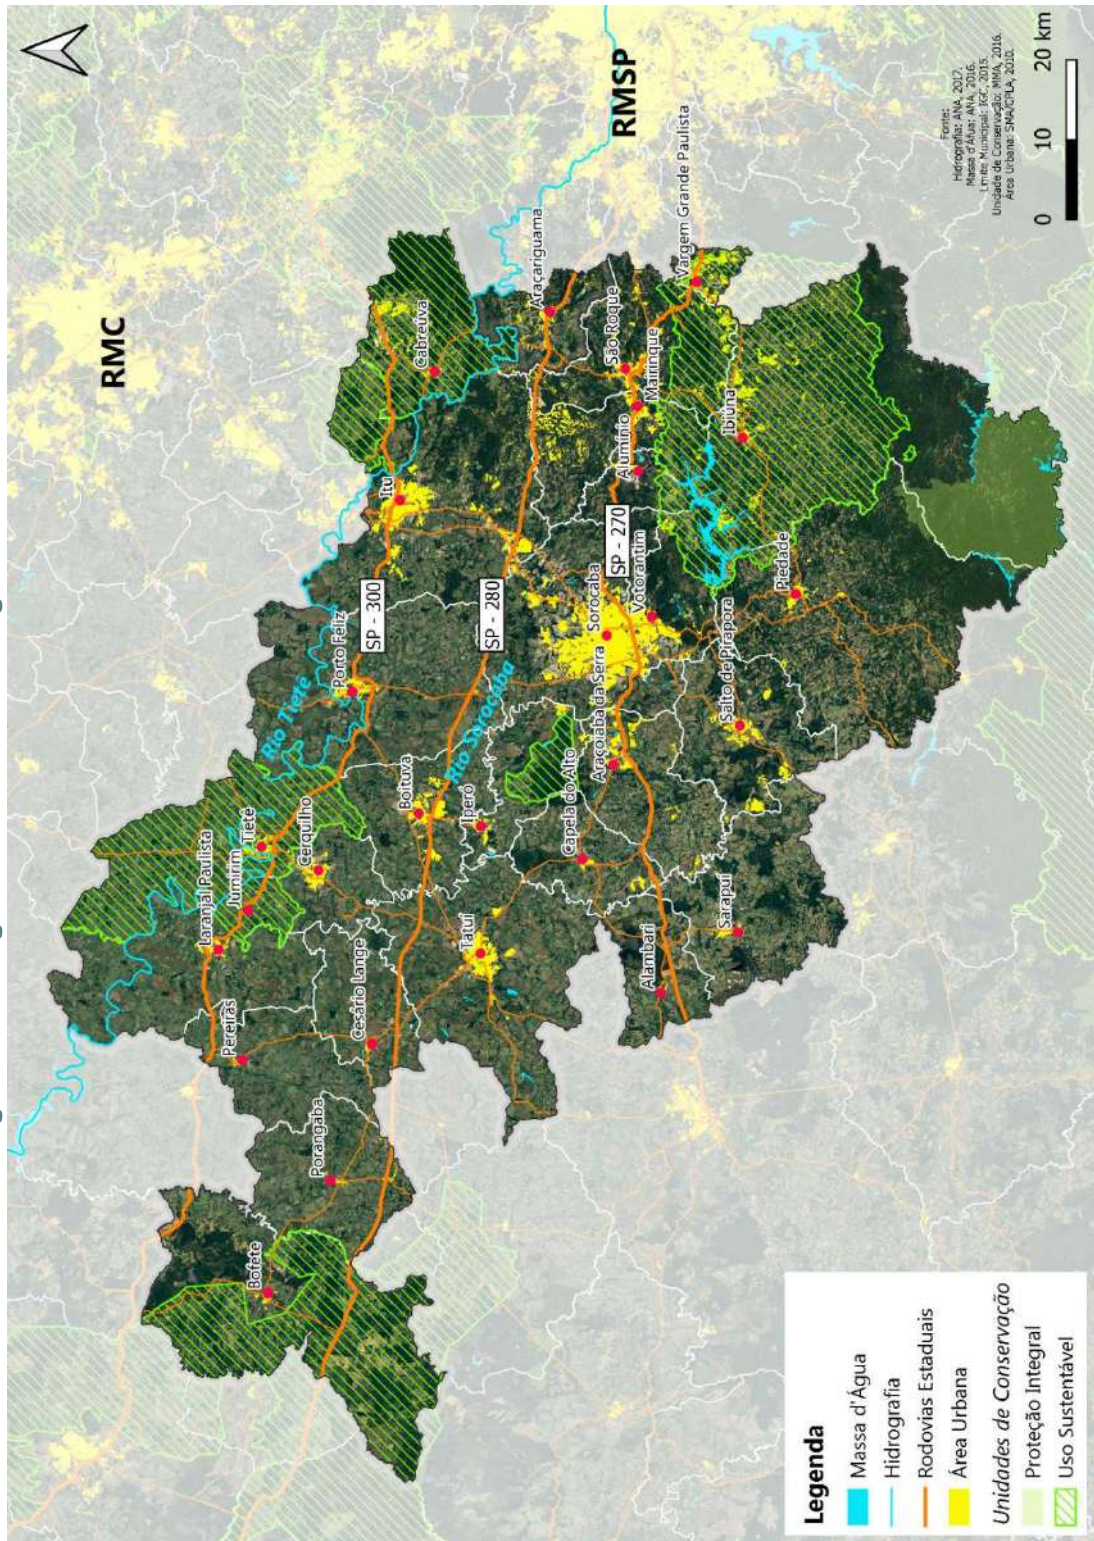 RMC
RMSP
Cabreúva
Araçariguama
Itu
São Roque
Vargem Grande Paulista
Mairinque
Alumínio
Ibiúna
SP - 300
SP - 280
SP - 270
Porto Feliz
Rio Tietê
Rio Sorocaba
Sorocaba
Votorantim
Piedade
Salto de Pirapora
Araçoiaba da Serra
Capela do Alto
Boituva
Iperó
Laranjal Paulista
Jumirim
Tietê
Cerquilho
Tatuí
Alambari
Sarapuí
Pereiras
Cesário Lange
Porangaba
Bofete
Fonte:
Hidrografia: ANA, 2017.
Massa d'Água: ANA, 2016.
Limite Municipal: IGC, 2015.
Unidade de Conservação: MMA, 2016.
Área Urbana: SMA/CPLA, 2010.
0 10 20 km
Legenda
Massa d'Água
Hidrografia
Rodovias Estaduais
Área Urbana
Unidades de Conservação
Proteção Integral
Uso Sustentável